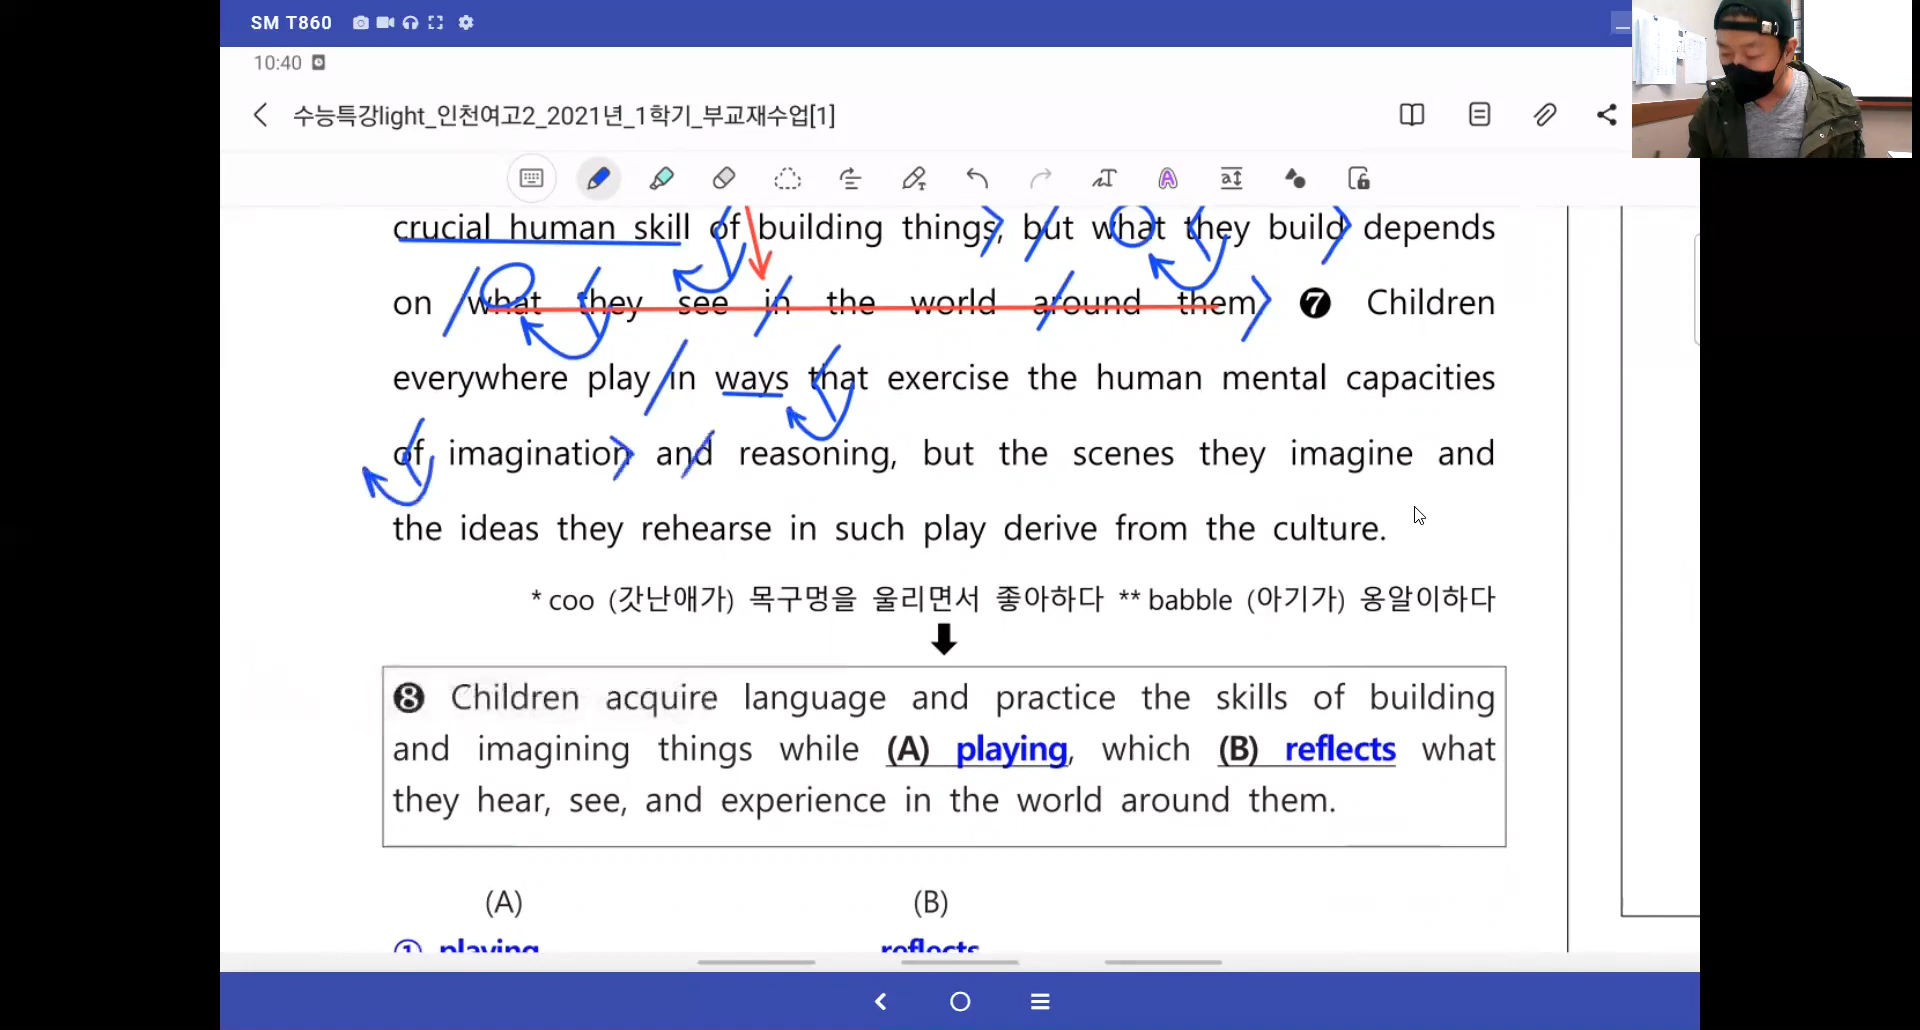 SM T860
10:40
수능특강light_인천여고2_2021년_1학기_부교재수업[1]
crucial human skill of building things, but what they build depends
on what they see in the world around them. ❼ Children
everywhere play in ways that exercise the human mental capacities
of imagination and reasoning, but the scenes they imagine and
the ideas they rehearse in such play derive from the culture.
* coo (갓난애가) 목구멍을 울리면서 좋아하다 ** babble (아기가) 옹알이하다
❽ Children acquire language and practice the skills of building
and imagining things while (A) playing, which (B) reflects what
they hear, see, and experience in the world around them.
(A) (B)
① playing reflects